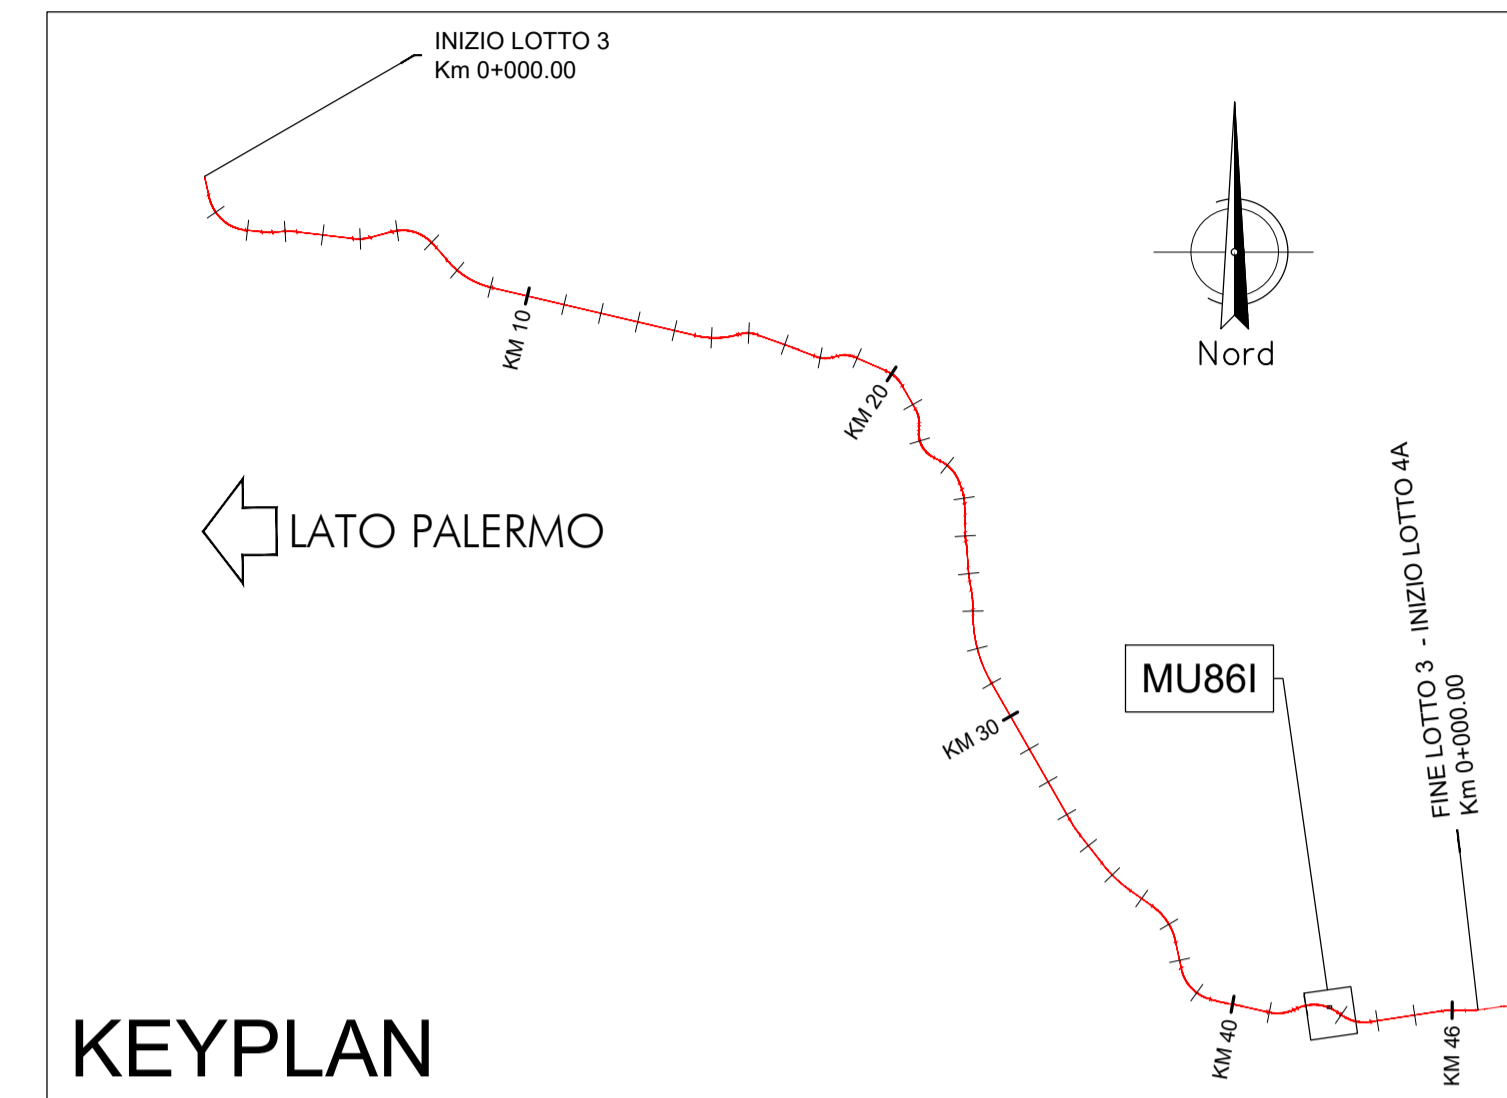 INIZIO LOTTO 3
Km 0+000.00
Nord
KM 10
KM 20
LATO PALERMO
FINE LOTTO 3 - INIZIO LOTTO 4A
Km 0+000.00
MU86I
KM 30
KM 40
KM 46
KEYPLAN